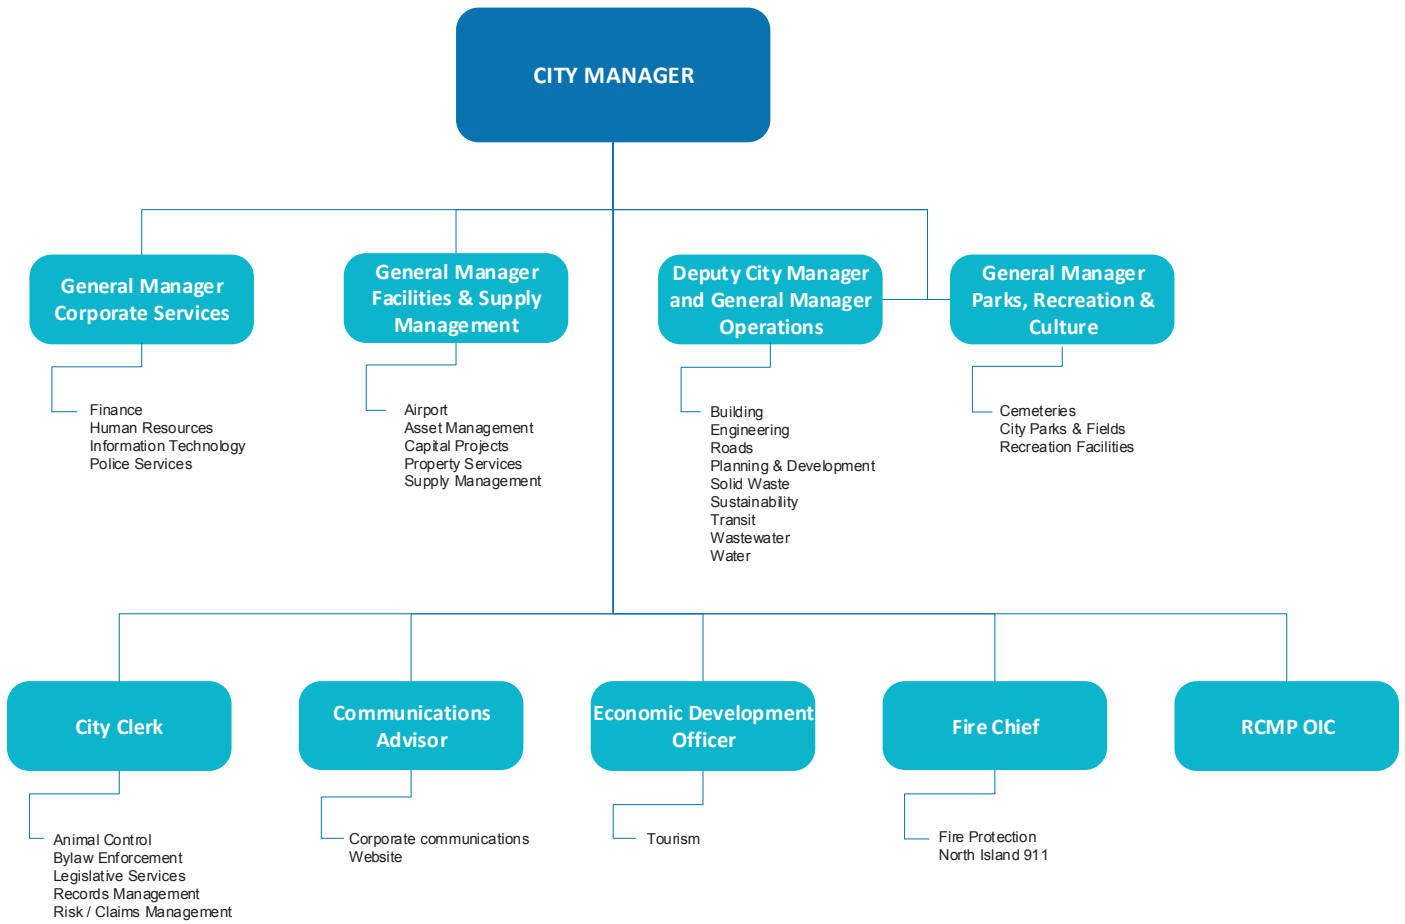 CITY MANAGER
General Manager
Corporate Services
General Manager
Facilities & Supply
Management
Deputy City Manager
and General Manager
Operations
General Manager
Parks, Recreation &
Culture
Finance
Human Resources
Information Technology
Police Services
Airport
Asset Management
Capital Projects
Property Services
Supply Management
Building
Engineering
Roads
Planning & Development
Solid Waste
Sustainability
Transit
Wastewater
Water
Cemeteries
City Parks & Fields
Recreation Facilities
City Clerk
Communications
Advisor
Economic Development
Officer
Fire Chief
RCMP OIC
Animal Control
Bylaw Enforcement
Legislative Services
Records Management
Risk / Claims Management
Corporate communications
Website
Tourism
Fire Protection
North Island 911